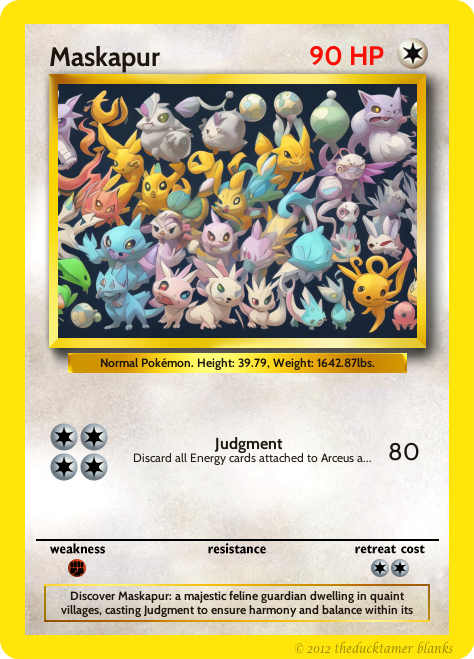 Maskapur 90 HP
Normal Pokémon. Height: 39.79, Weight: 1642.87lbs.
Judgment
Discard all Energy cards attached to Arceus a... 80
weakness resistance retreat cost
Discover Maskapur: a majestic feline guardian dwelling in quaint
villages, casting Judgment to ensure harmony and balance within its
© 2012 theducktamer blanks